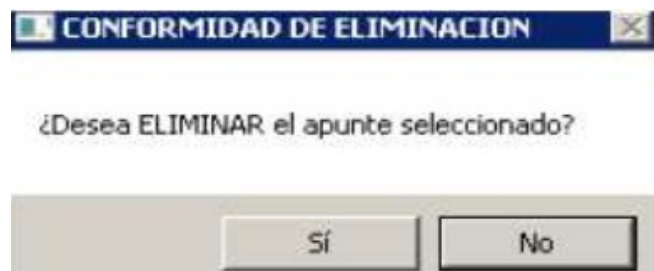 CONFORMIDAD DE ELIMINACION
¿Desea ELIMINAR el apunte seleccionado?
Sí No